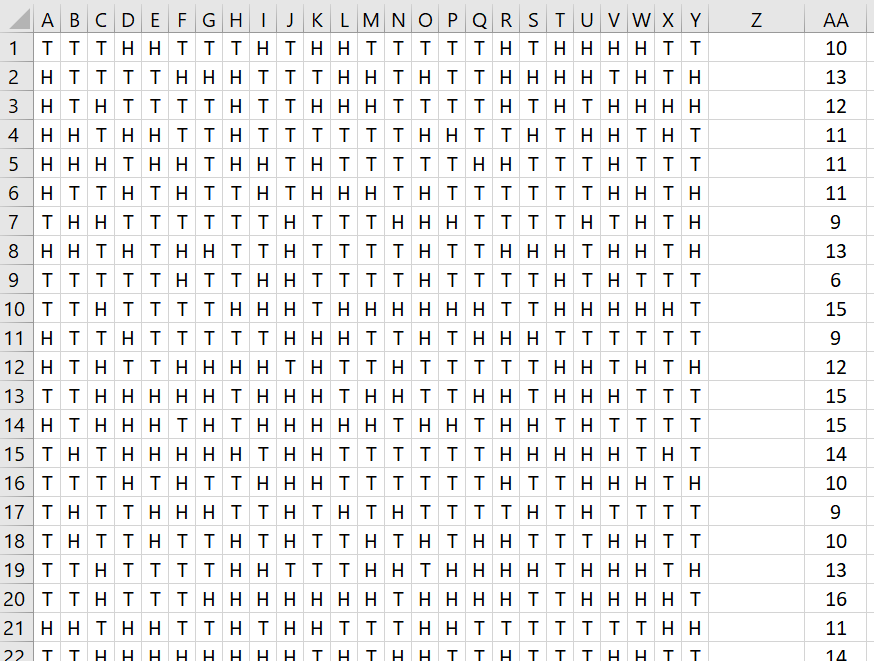 A B C D E F G H I J K L M N O P Q R S T U V W X Y Z AA
1 T T T H H T T T H T H H T T T T T H T H H H H T T 10
2 H T T T T H H H T T T H H T H T T H H H H T H T H 13
3 H T H T T T T H T T H H H T T T T H T H T H H H H 12
4 H H T H H T T H T T T T T T H H T T H T H H T H T 11
5 H H H T H H T H H T H T T T T T H H T T T H T T T 11
6 H T T H T H T T H T H H H T H T T T T T T H H T H 11
7 T H H T T T T T T H T T T H H H T T T T H T H T H 9
8 H H T H T H H T T H T T T T H T T H H H T H H T H 13
9 T T T T T H T T H H T T T T H T T T T H T H T T T 6
10 T T H T T T T H H H T H H H H H H T T H H H H H T 15
11 H T T H T T T T T H H H T T H T H H H T T T T T T 9
12 H T H T T H H H H T H T T H T T T T T H H T H T H 12
13 T T H H H H H T H H H T H H T T H H T H H H T T T 15
14 H T H H H T H T H H H H H T H H T H H T H T T T T 15
15 T H T H H H H H T H H T T T T T T H H H H H T H T 14
16 T T T H T H T T H H H T T T T T T H T T H H H T H 10
17 T H T T H H H T T H T H T H T T T T H T H T T T T 9
18 T H T T H T T H T H T T H T H T H H T T T H H T T 10
19 T T H T T T T H H T T T H H T H H H H T H H H T H 13
20 T T H T T T H H H H H H H T H H H H T T H H H H T 16
21 H H T H H T T H T H H T T T H H T T T T T T T H H 11
22 T T H H H H H H H H T H T H H T T H T H H T T T T 14